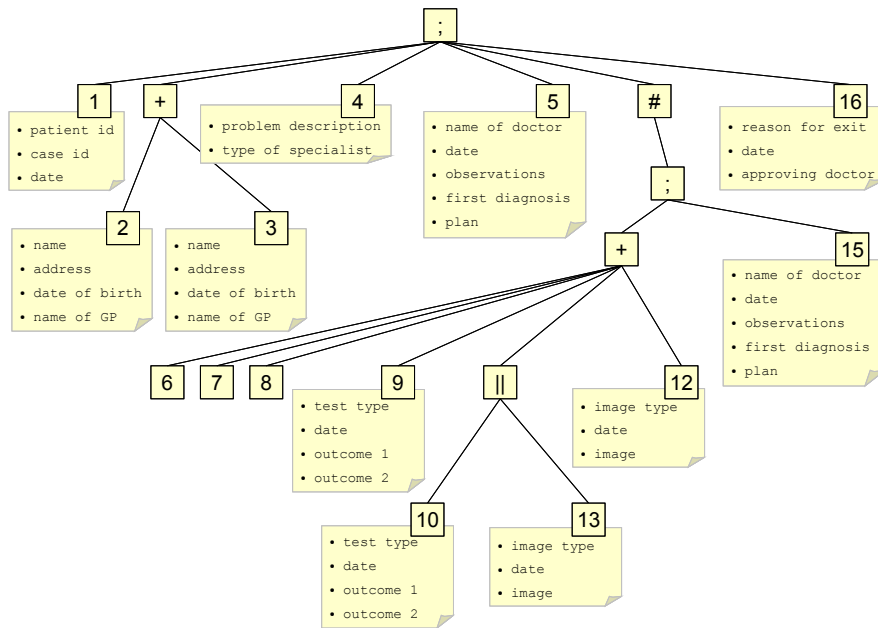 ;
1
+
4
5
#
16
• patient id
• case id
• date
• problem description
• type of specialist
• name of doctor
• date
• observations
• first diagnosis
• plan
• reason for exit
• date
• approving doctor
;
2
3
• name
• address
• date of birth
• name of GP
• name
• address
• date of birth
• name of GP
+
15
• name of doctor
• date
• observations
• first diagnosis
• plan
6
7
8
9
||
12
• test type
• date
• outcome 1
• outcome 2
• image type
• date
• image
10
13
• test type
• date
• outcome 1
• outcome 2
• image type
• date
• image